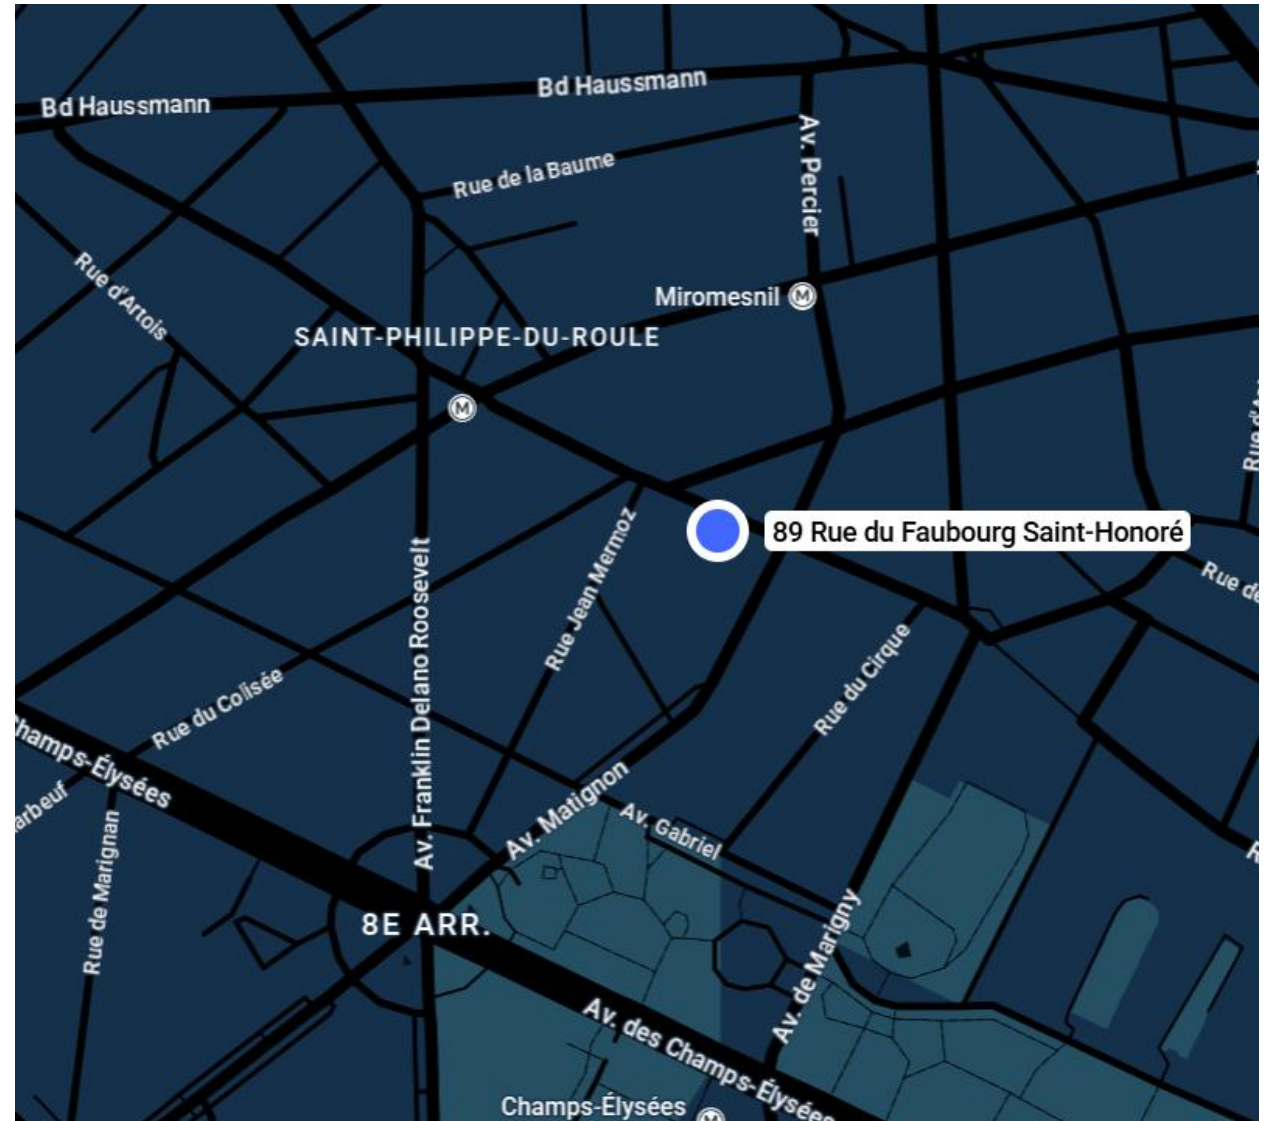 Bd Haussmann
Bd Haussmann
Av. Percier
Rue de la Baume
Rue d'Artois
Miromesnil M
SAINT-PHILIPPE-DU-ROULE
M
89 Rue du Faubourg Saint-Honoré
Rue Jean Mermoz
Av. Franklin Delano Roosevelt
Rue du Cirque
Rue du Colisée
Champs-Élysées
Rue de Marignan
Av. Matignon
Av. Gabriel
8E ARR.
Av. de Marigny
Av. des Champs-Élysées
Champs-Élysées M